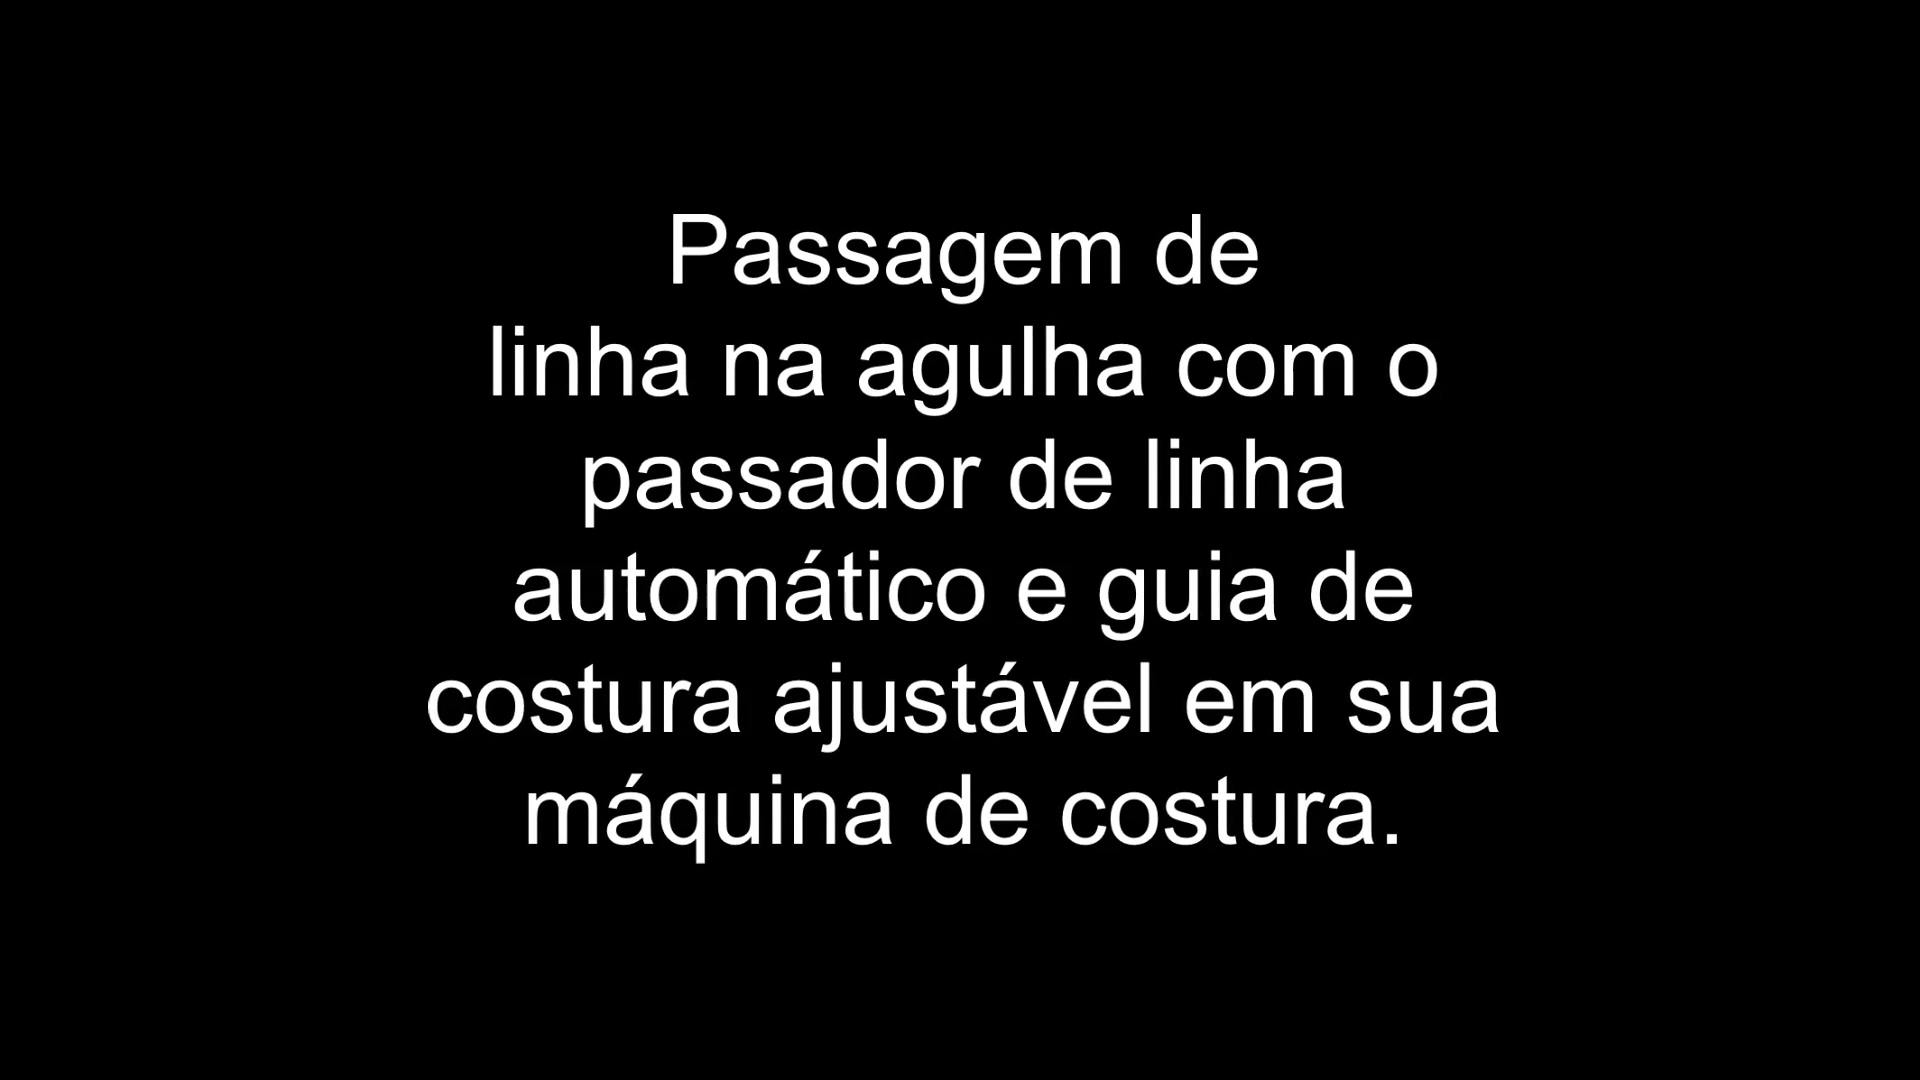 Passagem de
linha na agulha com o
passador de linha
automático e guia de
costura ajustável em sua
máquina de costura.